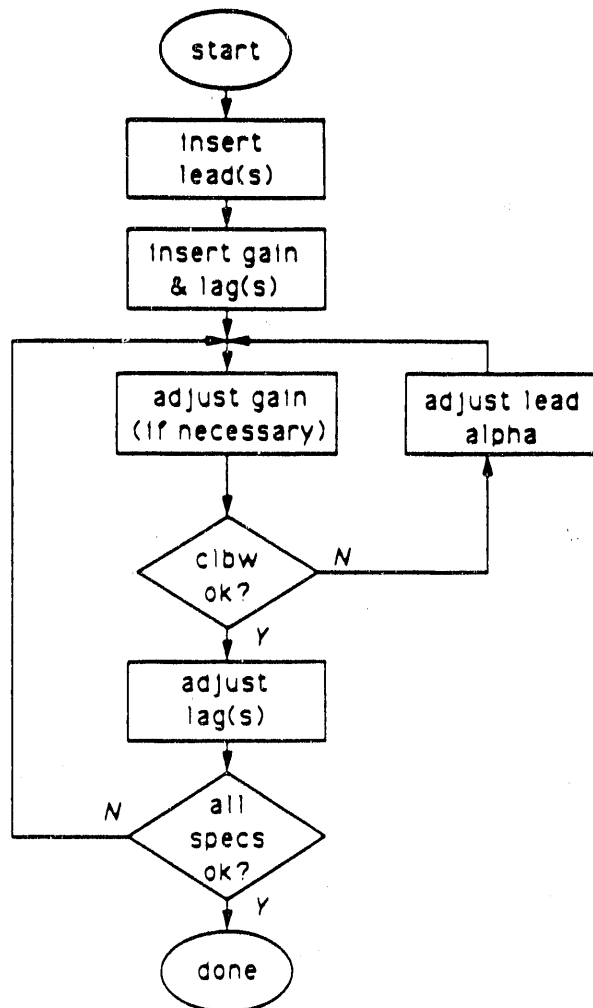 start
insert
lead(s)
insert gain
& lag(s)
adjust gain
(if necessary)
adjust lead
alpha
clbw
ok?
N
Y
adjust
lag(s)
N
all
specs
ok?
Y
done